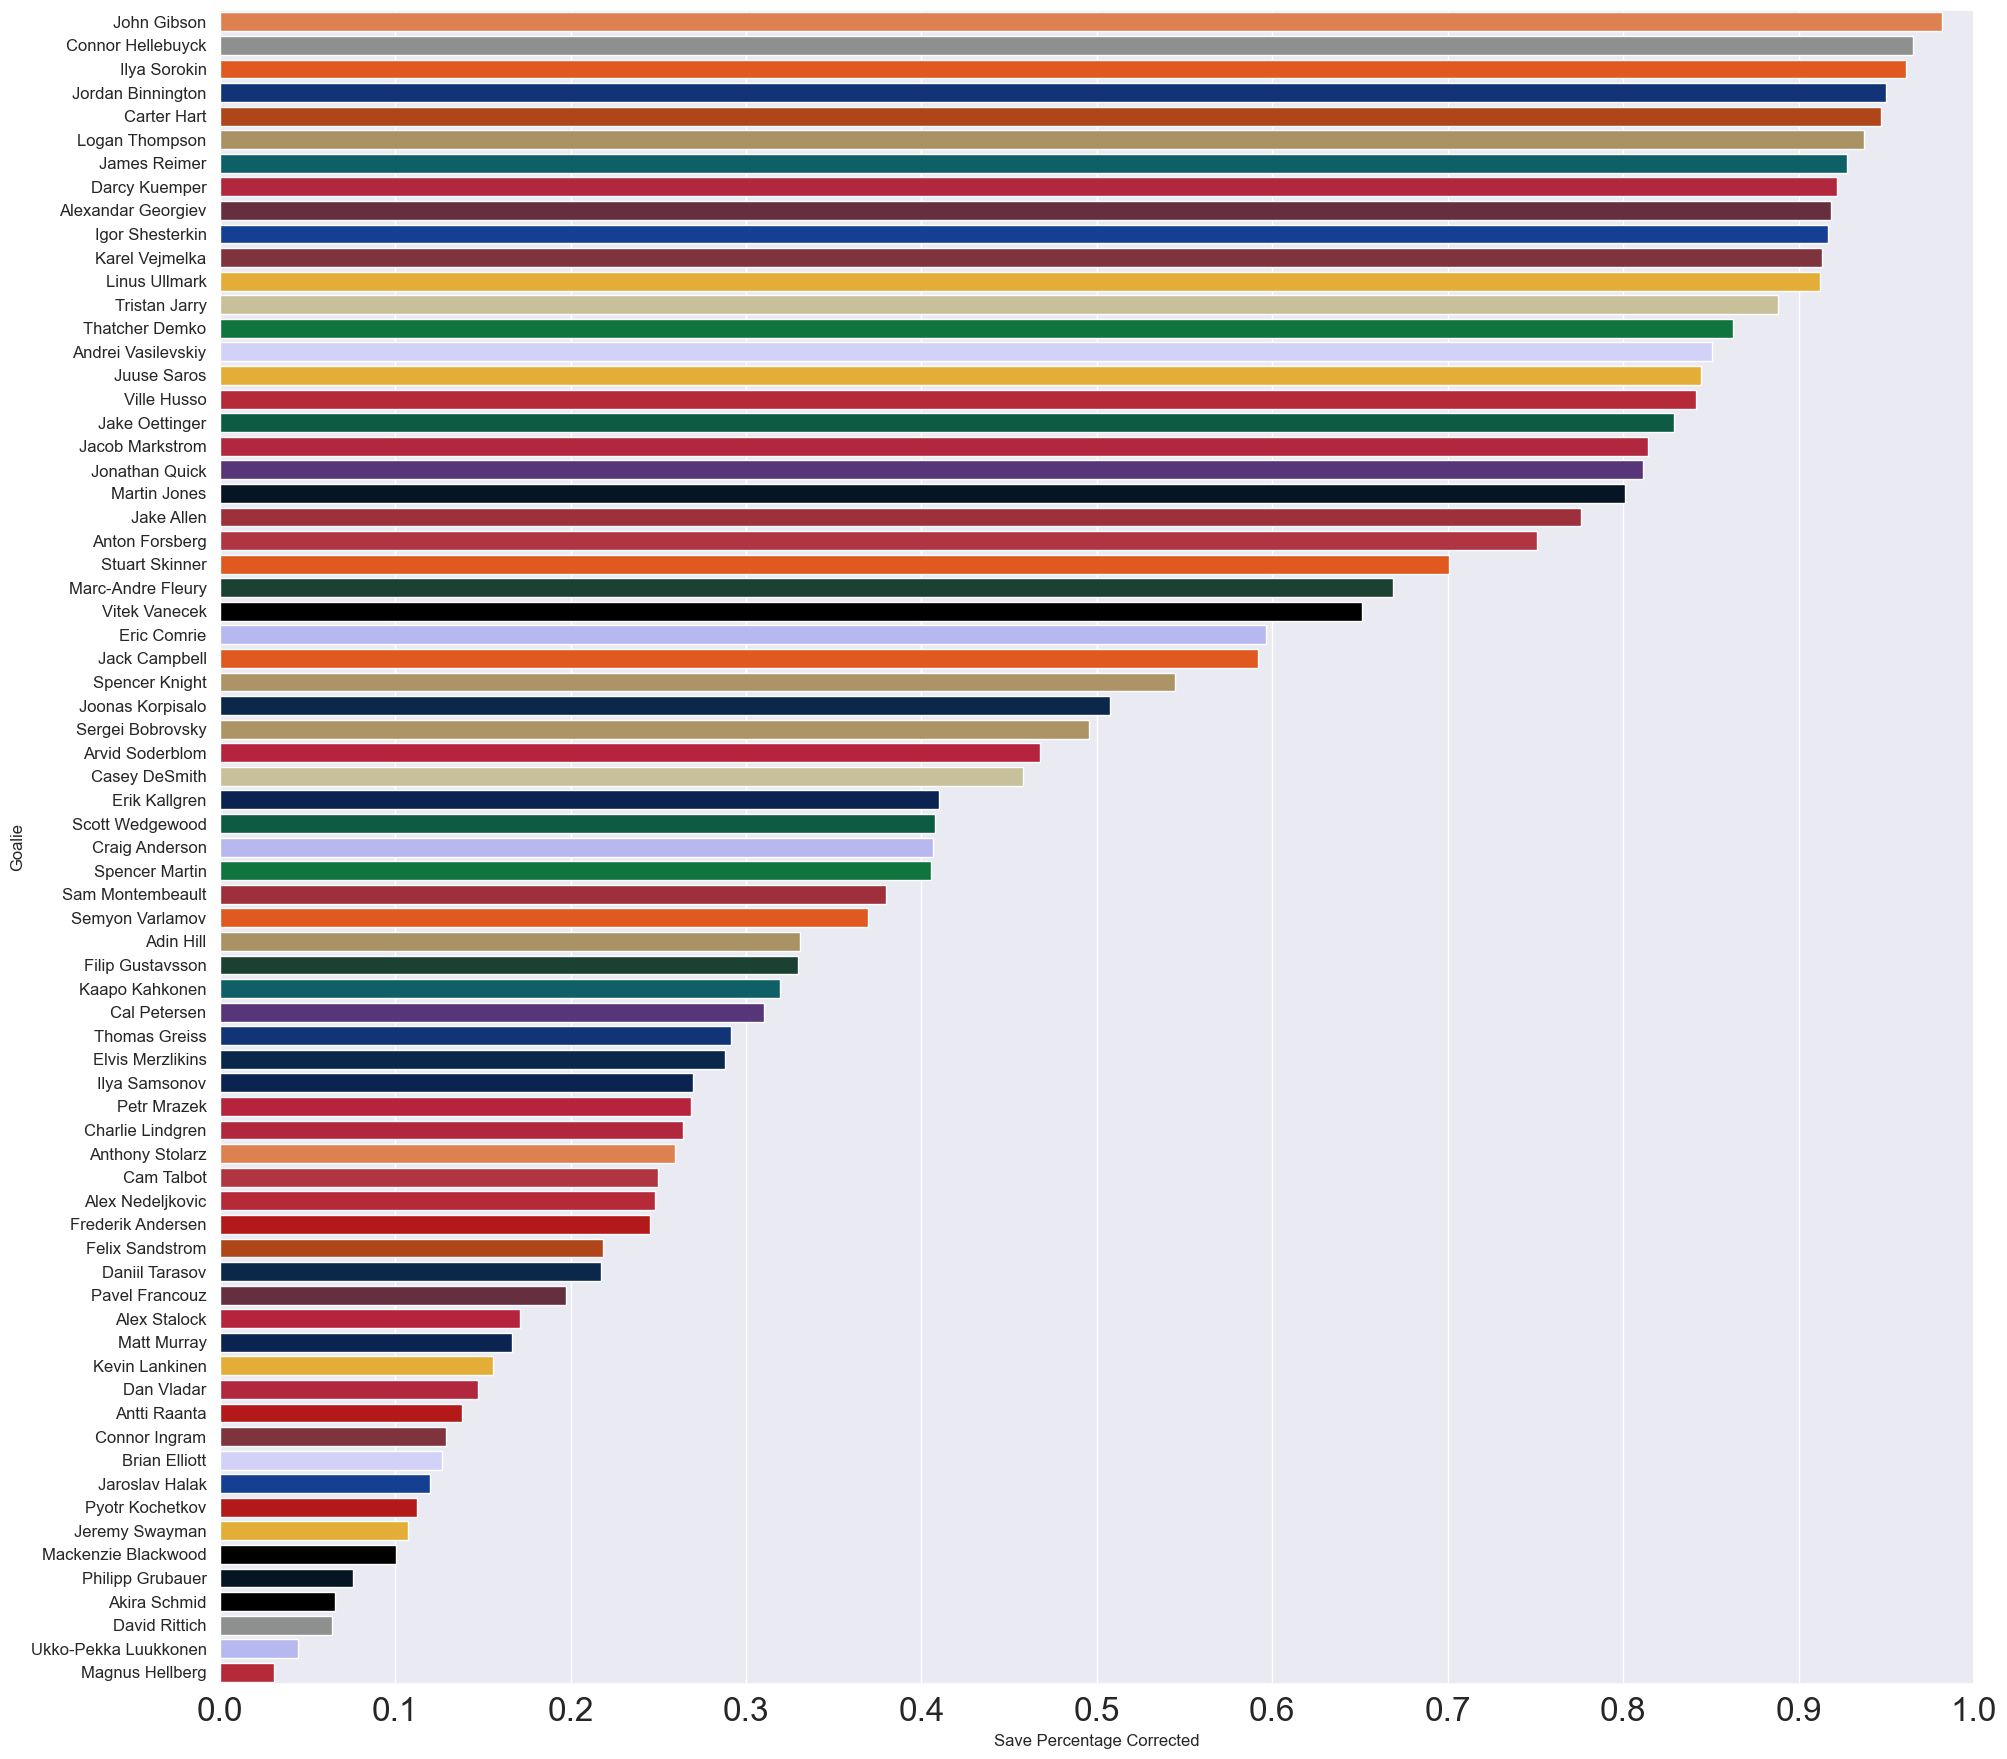 John Gibson
Connor Hellebuyck
Ilya Sorokin
Jordan Binnington
Carter Hart
Logan Thompson
James Reimer
Darcy Kuemper
Alexandar Georgiev
Igor Shesterkin
Karel Vejmelka
Linus Ullmark
Tristan Jarry
Thatcher Demko
Andrei Vasilevskiy
Juuse Saros
Ville Husso
Jake Oettinger
Jacob Markstrom
Jonathan Quick
Martin Jones
Jake Allen
Anton Forsberg
Stuart Skinner
Marc-Andre Fleury
Vitek Vanecek
Eric Comrie
Jack Campbell
Spencer Knight
Joonas Korpisalo
Sergei Bobrovsky
Arvid Soderblom
Casey DeSmith
Erik Kallgren
Scott Wedgewood
Craig Anderson
Spencer Martin
Sam Montembeault
Semyon Varlamov
Adin Hill
Filip Gustavsson
Kaapo Kahkonen
Cal Petersen
Thomas Greiss
Elvis Merzlikins
Ilya Samsonov
Petr Mrazek
Charlie Lindgren
Anthony Stolarz
Cam Talbot
Alex Nedeljkovic
Frederik Andersen
Felix Sandstrom
Daniil Tarasov
Pavel Francouz
Alex Stalock
Matt Murray
Kevin Lankinen
Dan Vladar
Antti Raanta
Connor Ingram
Brian Elliott
Jaroslav Halak
Pyotr Kochetkov
Jeremy Swayman
Mackenzie Blackwood
Philipp Grubauer
Akira Schmid
David Rittich
Ukko-Pekka Luukkonen
Magnus Hellberg
Goalie
0.0 0.1 0.2 0.3 0.4 0.5 0.6 0.7 0.8 0.9 1.0
Save Percentage Corrected